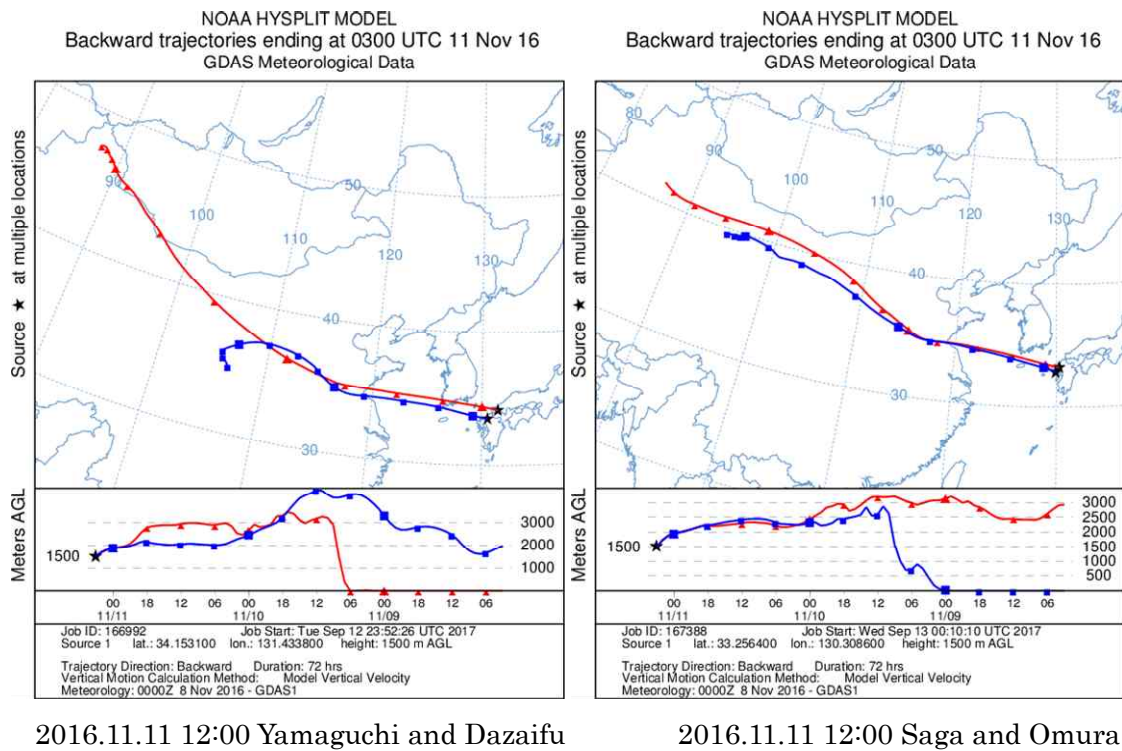 NOAA HYSPLIT MODEL
Backward trajectories ending at 0300 UTC 11 Nov 16
GDAS Meteorological Data
Source ★ at multiple locations
90
100
110
120
130
50
40
30
Meters AGL
1500
3000
2000
1000
00 18 12 06 00 18 12 06 00 18 12 06
11/11 11/10 11/09
Job ID: 166992 Job Start: Tue Sep 12 23:52:26 UTC 2017
Source 1 lat.: 34.153100 lon.: 131.433800 height: 1500 m AGL
Trajectory Direction: Backward Duration: 72 hrs
Vertical Motion Calculation Method: Model Vertical Velocity
Meteorology: 0000Z 8 Nov 2016 - GDAS1
2016.11.11 12:00 Yamaguchi and Dazaifu
NOAA HYSPLIT MODEL
Backward trajectories ending at 0300 UTC 11 Nov 16
GDAS Meteorological Data
Source ★ at multiple locations
80
90
100
110
120
130
50
40
30
Meters AGL
1500
3000
2500
2000
1500
1000
500
00 18 12 06 00 18 12 06 00 18 12 06
11/11 11/10 11/09
Job ID: 167388 Job Start: Wed Sep 13 00:10:10 UTC 2017
Source 1 lat.: 33.256400 lon.: 130.308600 height: 1500 m AGL
Trajectory Direction: Backward Duration: 72 hrs
Vertical Motion Calculation Method: Model Vertical Velocity
Meteorology: 0000Z 8 Nov 2016 - GDAS1
2016.11.11 12:00 Saga and Omura